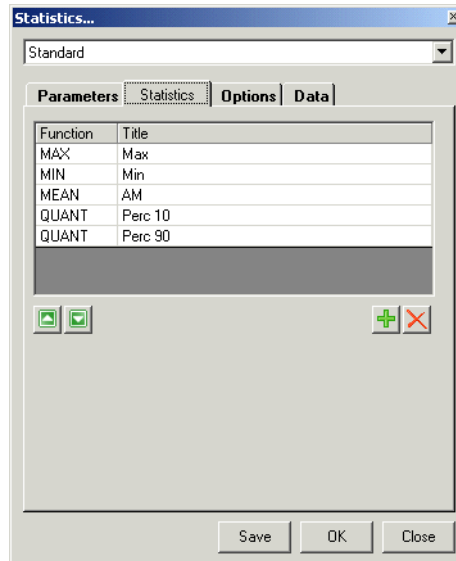 Statistics...
Standard
Parameters Statistics Options Data
Function Title
MAX Max
MIN Min
MEAN AM
QUANT Perc 10
QUANT Perc 90
Save OK Close